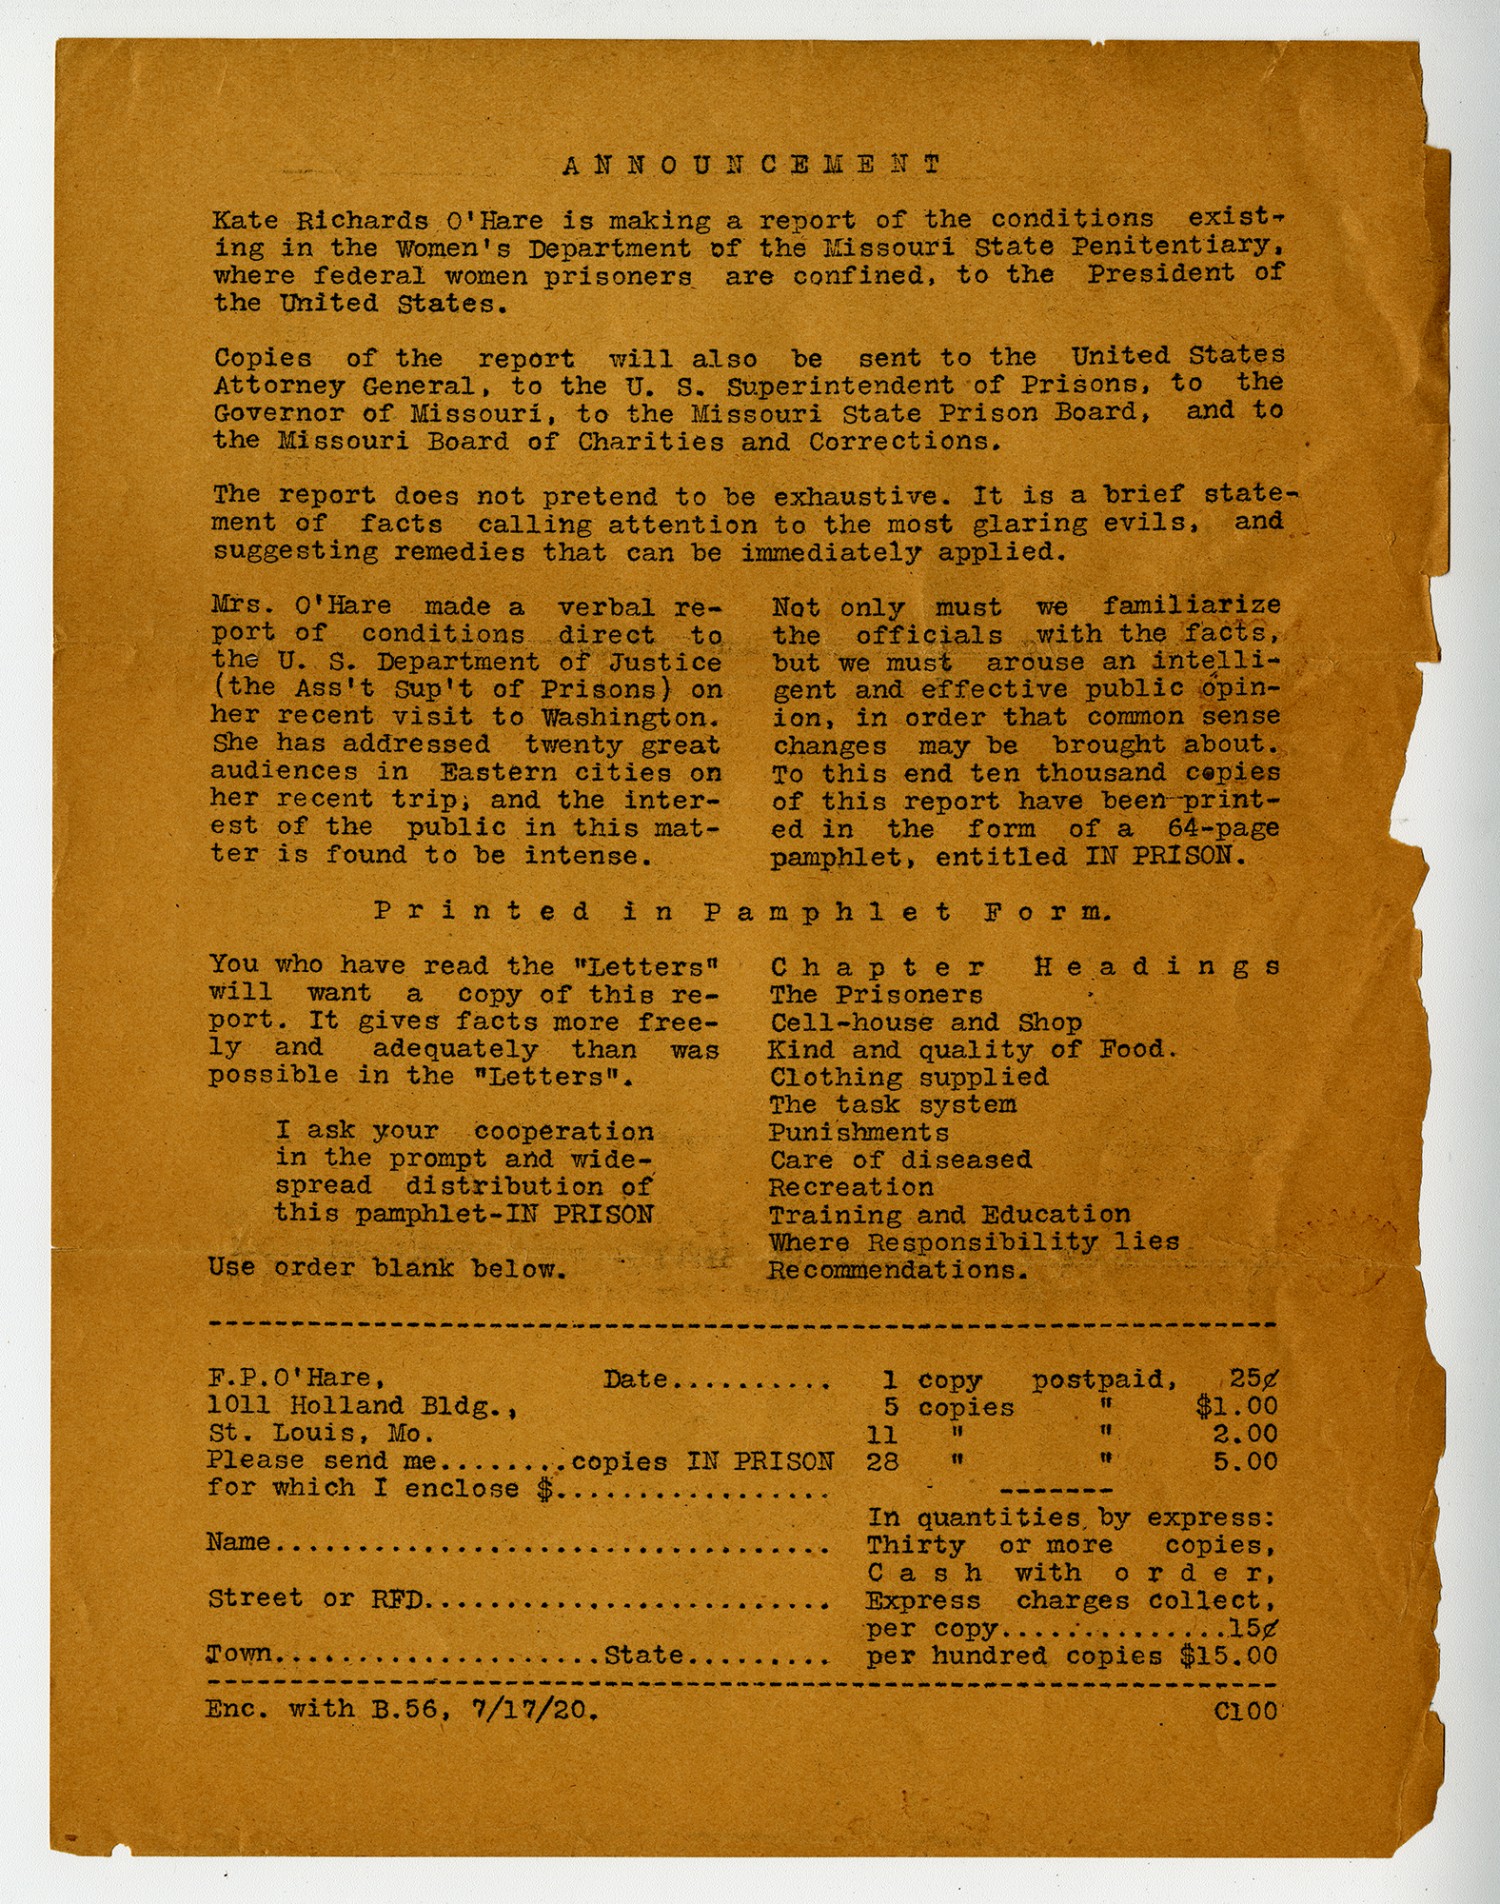 ANNOUNCEMENT
Kate Richards O'Hare is making a report of the conditions exist-
ing in the Women's Department of the Missouri State Penitentiary,
where federal women prisoners are confined, to the President of
the United States.
Copies of the report will also be sent to the United States
Attorney General, to the U. S. Superintendent of Prisons, to the
Governor of Missouri, to the Missouri State Prison Board, and to
the Missouri Board of Charities and Corrections.
The report does not pretend to be exhaustive. It is a brief state-
ment of facts calling attention to the most glaring evils, and
suggesting remedies that can be immediately applied.
Mrs. O'Hare made a verbal re-
port of conditions direct to
the U. S. Department of Justice
(the Ass't Sup't of Prisons) on
her recent visit to Washington.
She has addressed twenty great
audiences in Eastern cities on
her recent trip, and the inter-
est of the public in this mat-
ter is found to be intense.
Not only must we familiarize
the officials with the facts,
but we must arouse an intelli-
gent and effective public opin-
ion, in order that common sense
changes may be brought about.
To this end ten thousand copies
of this report have been print-
ed in the form of a 64-page
pamphlet, entitled IN PRISON.
Printed in Pamphlet Form.
You who have read the "Letters"
will want a copy of this re-
port. It gives facts more free-
ly and adequately than was
possible in the "Letters".
I ask your cooperation
in the prompt and wide-
spread distribution of
this pamphlet-IN PRISON
Use order blank below.
Chapter Headings
The Prisoners
Cell-house and Shop
Kind and quality of Food.
Clothing supplied
The task system
Punishments
Care of diseased
Recreation
Training and Education
Where Responsibility lies
Recommendations.
F.P.O'Hare, Date..........
1011 Holland Bldg.,
St. Louis, Mo.
Please send me........copies IN PRISON
for which I enclose $.................
Name..................................
Street or RFD.........................
Town....................State.........
1 copy postpaid, 25¢
5 copies " $1.00
11 " " 2.00
28 " " 5.00
-------
In quantities by express:
Thirty or more copies,
Cash with order,
Express charges collect,
per copy..............15¢
per hundred copies $15.00
Enc. with B.56, 7/17/20. C100